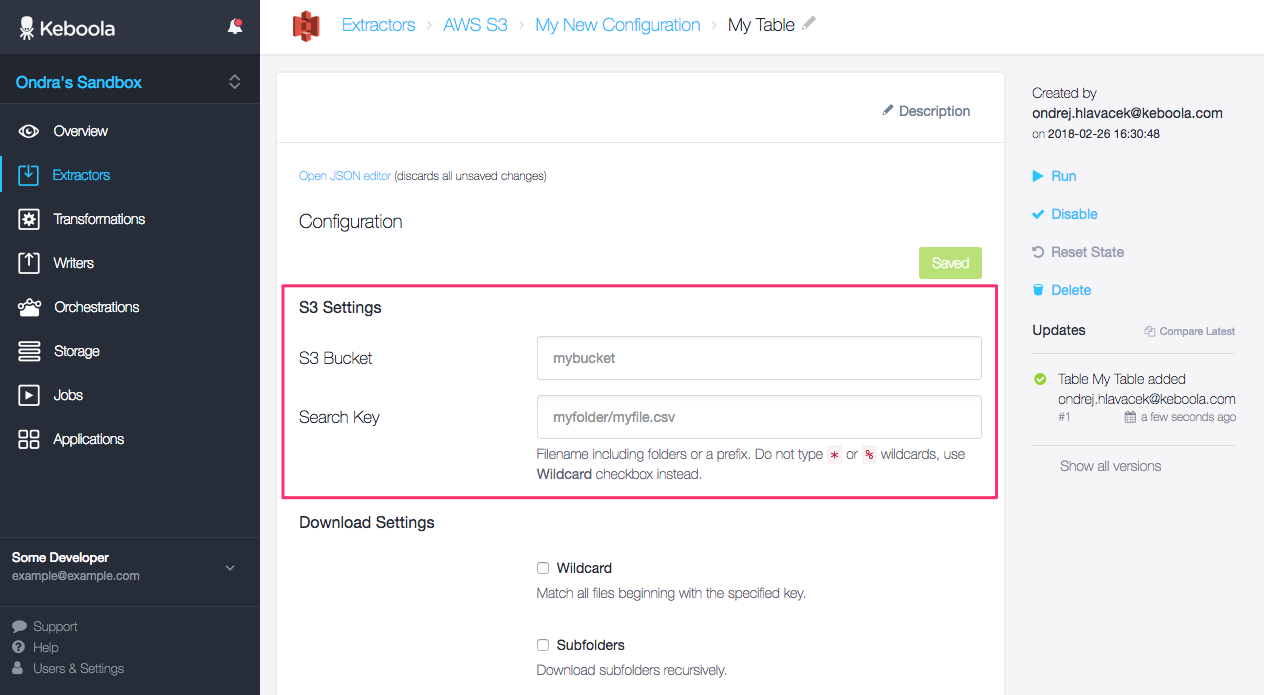 Keboola
Ondra's Sandbox
Overview
Extractors
Transformations
Writers
Orchestrations
Storage
Jobs
Applications
Some Developer
example@example.com
Support
Help
Users & Settings
Extractors › AWS S3 › My New Configuration › My Table
Description
Open JSON editor (discards all unsaved changes)
Configuration
Saved
S3 Settings
S3 Bucket
mybucket
Search Key
myfolder/myfile.csv
Filename including folders or a prefix. Do not type * or % wildcards, use
Wildcard checkbox instead.
Download Settings
Wildcard
Match all files beginning with the specified key.
Subfolders
Download subfolders recursively.
Created by
ondrej.hlavacek@keboola.com
on 2018-02-26 16:30:48
Run
Disable
Reset State
Delete
Updates Compare Latest
Table My Table added
ondrej.hlavacek@keboola.com
#1 a few seconds ago
Show all versions